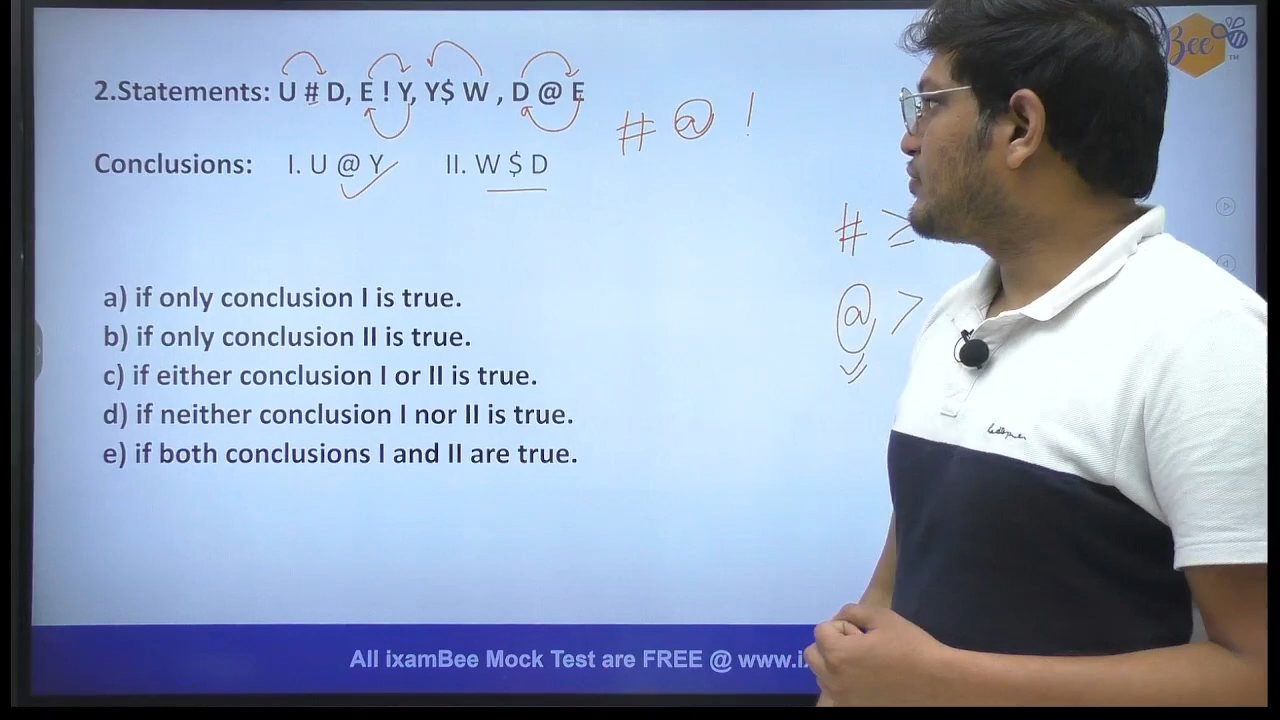 Bee
TM
2.Statements: U # D, E ! Y, Y$ W , D @ E
# @ !
Conclusions: I. U @ Y II. W $ D
# ≥
@ >
a) if only conclusion I is true.
b) if only conclusion II is true.
c) if either conclusion I or II is true.
d) if neither conclusion I nor II is true.
e) if both conclusions I and II are true.
All ixamBee Mock Test are FREE @ www.i